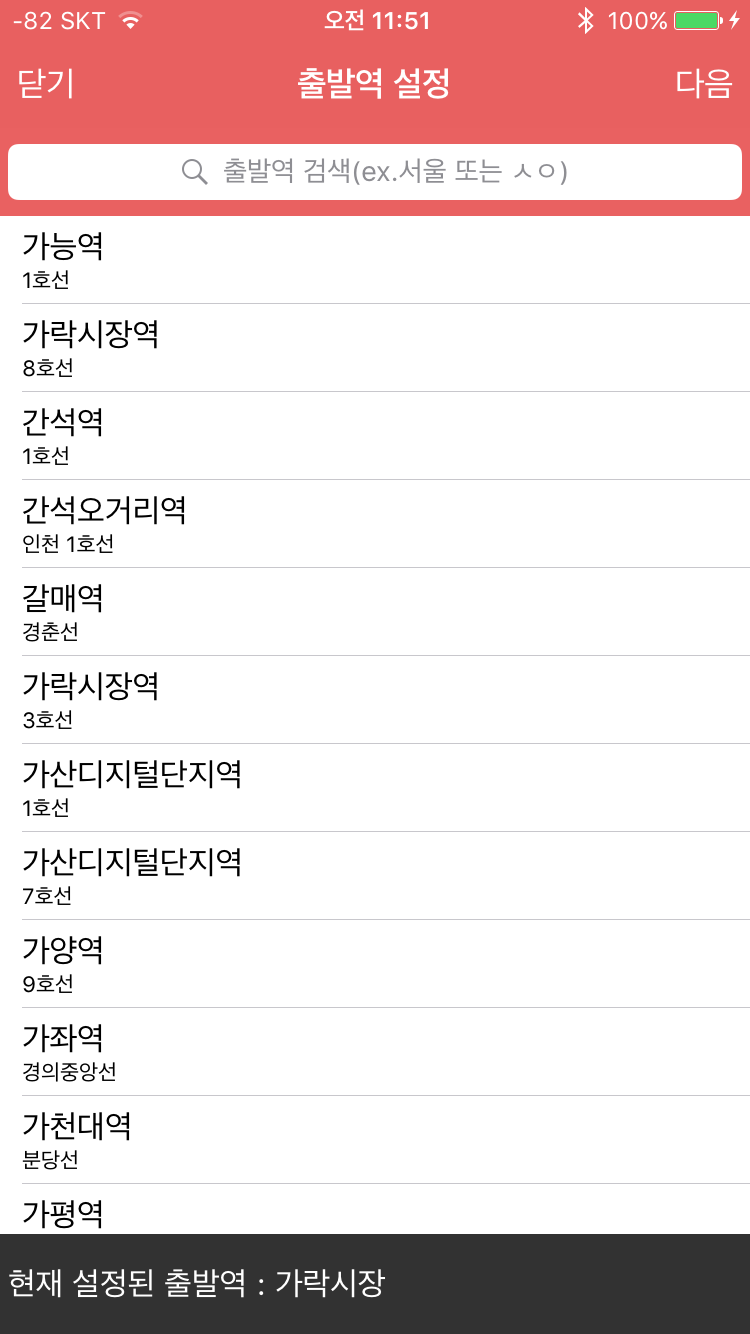 -82 SKT 오전 11:51 100%
닫기 출발역 설정 다음
출발역 검색(ex.서울 또는 ㅅㅇ)
가능역
1호선
가락시장역
8호선
간석역
1호선
간석오거리역
인천 1호선
갈매역
경춘선
가락시장역
3호선
가산디지털단지역
1호선
가산디지털단지역
7호선
가양역
9호선
가좌역
경의중앙선
가천대역
분당선
가평역
현재 설정된 출발역 : 가락시장